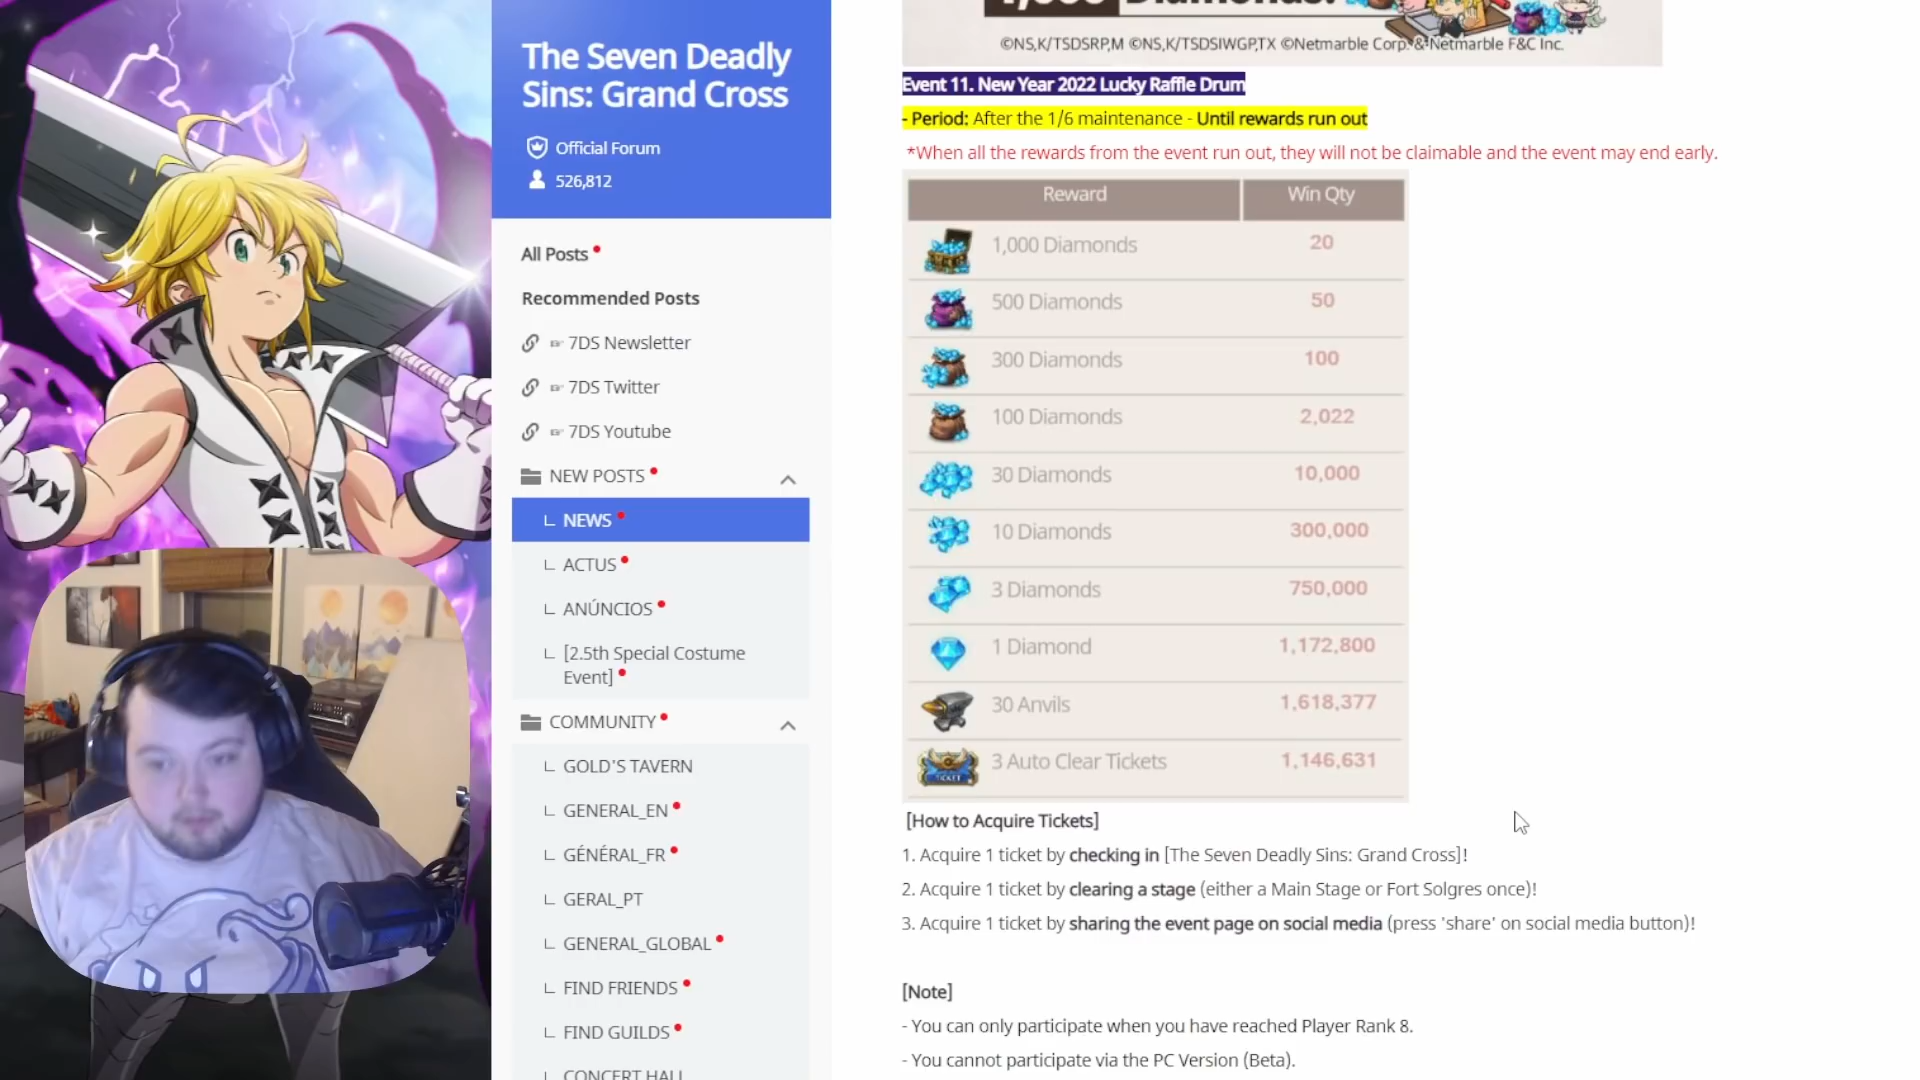 The Seven Deadly
Sins: Grand Cross
Official Forum
526,812
All Posts
Recommended Posts
☞ 7DS Newsletter
☞ 7DS Twitter
☞ 7DS Youtube
NEW POSTS
NEWS
ACTUS
ANÚNCIOS
[2.5th Special Costume
Event]
COMMUNITY
GOLD'S TAVERN
GENERAL_EN
GÉNÉRAL_FR
GERAL_PT
GENERAL_GLOBAL
FIND FRIENDS
FIND GUILDS
CONCERT HALL
Diamonds!
©NS,K/TSDSRP,M ©NS,K/TSDSIWGP,TX ©Netmarble Corp. & Netmarble F&C Inc.
Event 11. New Year 2022 Lucky Raffle Drum
- Period: After the 1/6 maintenance - Until rewards run out
*When all the rewards from the event run out, they will not be claimable and the event may end early.
Reward Win Qty
1,000 Diamonds 20
500 Diamonds 50
300 Diamonds 100
100 Diamonds 2,022
30 Diamonds 10,000
10 Diamonds 300,000
3 Diamonds 750,000
1 Diamond 1,172,800
30 Anvils 1,618,377
TICKET 3 Auto Clear Tickets 1,146,631
[How to Acquire Tickets]
1. Acquire 1 ticket by checking in [The Seven Deadly Sins: Grand Cross]!
2. Acquire 1 ticket by clearing a stage (either a Main Stage or Fort Solgres once)!
3. Acquire 1 ticket by sharing the event page on social media (press 'share' on social media button)!
[Note]
- You can only participate when you have reached Player Rank 8.
- You cannot participate via the PC Version (Beta).